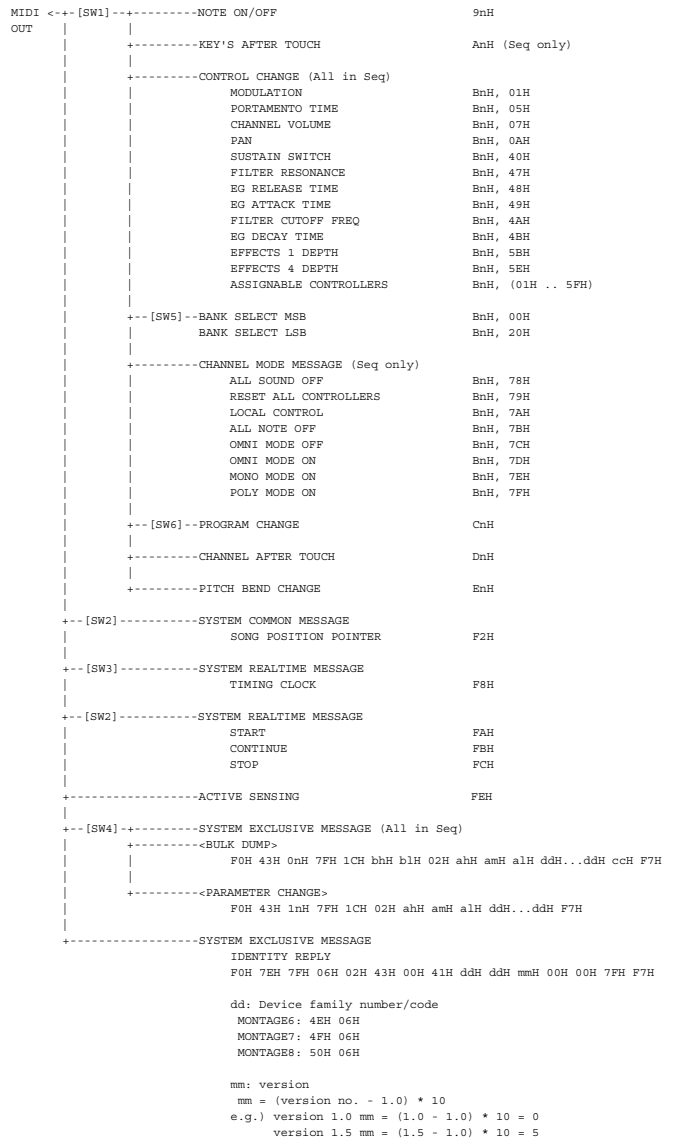 MIDI <-+-[SW1]--+---------NOTE ON/OFF 9nH
OUT | |
| +---------KEY'S AFTER TOUCH AnH (Seq only)
| |
| +---------CONTROL CHANGE (All in Seq)
| | MODULATION BnH, 01H
| | PORTAMENTO TIME BnH, 05H
| | CHANNEL VOLUME BnH, 07H
| | PAN BnH, 0AH
| | SUSTAIN SWITCH BnH, 40H
| | FILTER RESONANCE BnH, 47H
| | EG RELEASE TIME BnH, 48H
| | EG ATTACK TIME BnH, 49H
| | FILTER CUTOFF FREQ BnH, 4AH
| | EG DECAY TIME BnH, 4BH
| | EFFECTS 1 DEPTH BnH, 5BH
| | EFFECTS 4 DEPTH BnH, 5EH
| | ASSIGNABLE CONTROLLERS BnH, (01H .. 5FH)
| |
| +--[SW5]--BANK SELECT MSB BnH, 00H
| | BANK SELECT LSB BnH, 20H
| |
| +---------CHANNEL MODE MESSAGE (Seq only)
| | ALL SOUND OFF BnH, 78H
| | RESET ALL CONTROLLERS BnH, 79H
| | LOCAL CONTROL BnH, 7AH
| | ALL NOTE OFF BnH, 7BH
| | OMNI MODE OFF BnH, 7CH
| | OMNI MODE ON BnH, 7DH
| | MONO MODE ON BnH, 7EH
| | POLY MODE ON BnH, 7FH
| |
| +--[SW6]--PROGRAM CHANGE CnH
| |
| +---------CHANNEL AFTER TOUCH DnH
| |
| +---------PITCH BEND CHANGE EnH
|
+--[SW2]-----------SYSTEM COMMON MESSAGE
| SONG POSITION POINTER F2H
|
+--[SW3]-----------SYSTEM REALTIME MESSAGE
| TIMING CLOCK F8H
|
+--[SW2]-----------SYSTEM REALTIME MESSAGE
| START FAH
| CONTINUE FBH
| STOP FCH
|
+------------------ACTIVE SENSING FEH
|
+--[SW4]-+---------SYSTEM EXCLUSIVE MESSAGE (All in Seq)
| +---------<BULK DUMP>
| | F0H 43H 0nH 7FH 1CH bhH blH 02H ahH amH alH ddH...ddH ccH F7H
| |
| +---------<PARAMETER CHANGE>
| F0H 43H 1nH 7FH 1CH 02H ahH amH alH ddH...ddH F7H
|
+------------------SYSTEM EXCLUSIVE MESSAGE
IDENTITY REPLY
F0H 7EH 7FH 06H 02H 43H 00H 41H ddH ddH mmH 00H 00H 7FH F7H
dd: Device family number/code
MONTAGE6: 4EH 06H
MONTAGE7: 4FH 06H
MONTAGE8: 50H 06H
mm: version
mm = (version no. - 1.0) * 10
e.g.) version 1.0 mm = (1.0 - 1.0) * 10 = 0
version 1.5 mm = (1.5 - 1.0) * 10 = 5